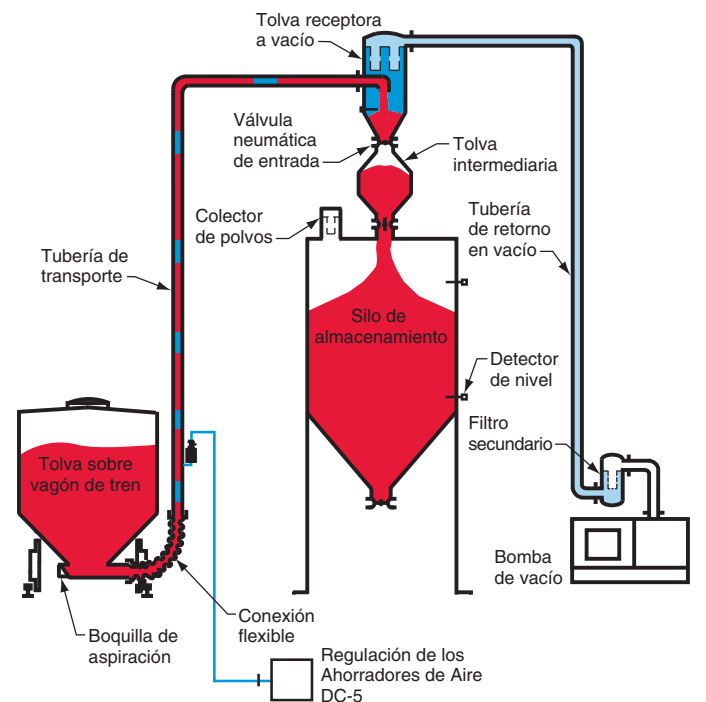 Tolva receptora
a vacío
Válvula
neumática
de entrada
Tolva
intermediaria
Colector
de polvos
Tubería
de retorno
en vacío
Tubería de
transporte
Silo de
almacenamiento
Detector
de nivel
Filtro
secundario
Tolva sobre
vagón de tren
Bomba
de vacío
Conexión
flexible
Boquilla de
aspiración
Regulación de los
Ahorradores de Aire
DC-5